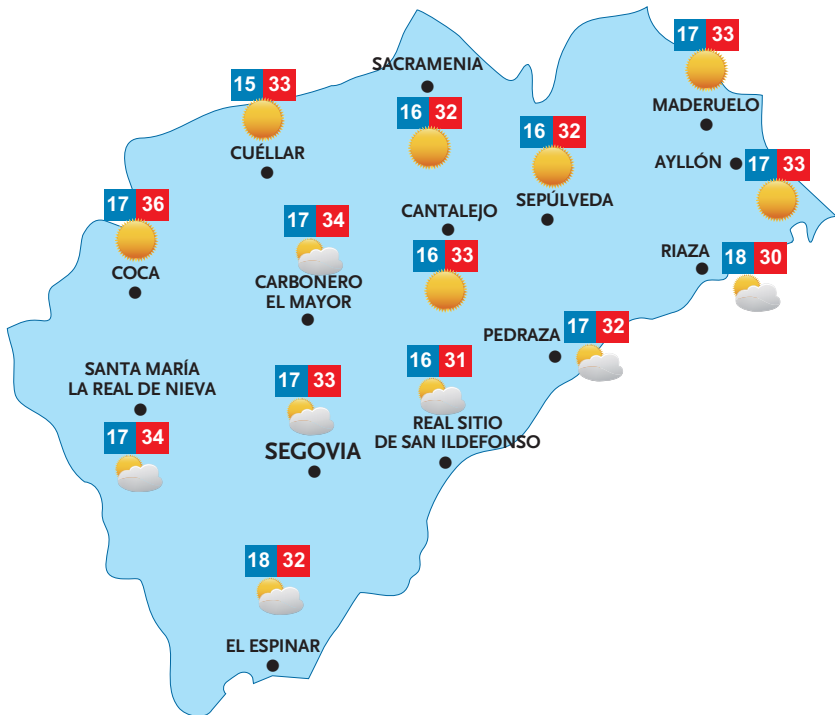 17 33
MADERUELO
SACRAMENIA
16 32
15 33
CUÉLLAR
16 32
SEPÚLVEDA
AYLLÓN
17 33
17 36
COCA
17 34
CARBONERO
EL MAYOR
CANTALEJO
16 33
RIAZA
18 30
PEDRAZA
17 32
SANTA MARÍA
LA REAL DE NIEVA
17 34
17 33
SEGOVIA
16 31
REAL SITIO
DE SAN ILDEFONSO
18 32
EL ESPINAR